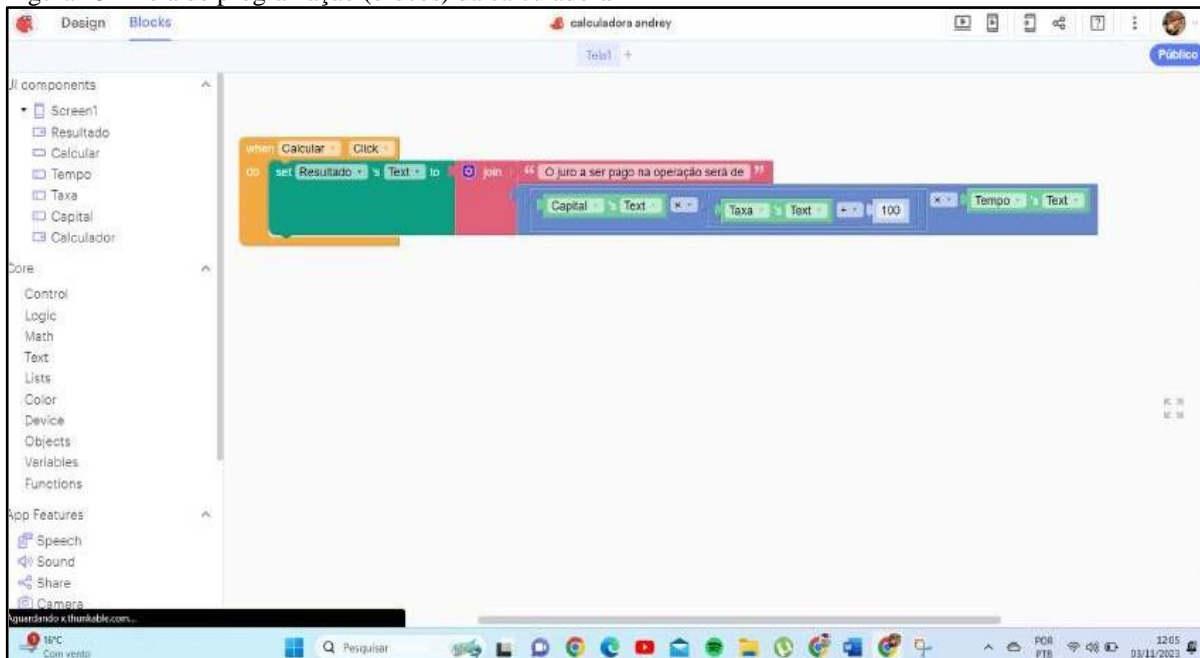 Design Blocks
calculadora andrey
Tela1 +
Público
UI components
Screen1
Resultado
Calcular
Tempo
Taxa
Capital
Calculador
when Calcular Click
do set Resultado 's Text to join “ O juro a ser pago na operação será de ”
Capital 's Text × Taxa 's Text 100 × Tempo 's Text
Core
Control
Logic
Math
Text
Lists
Color
Device
Objects
Variables
Functions
App Features
Speech
Sound
Share
Camera
Aguardando x.thunkable.com...
16°C
Com vento
Pesquisar
POR
PTB
12:05
03/11/2023